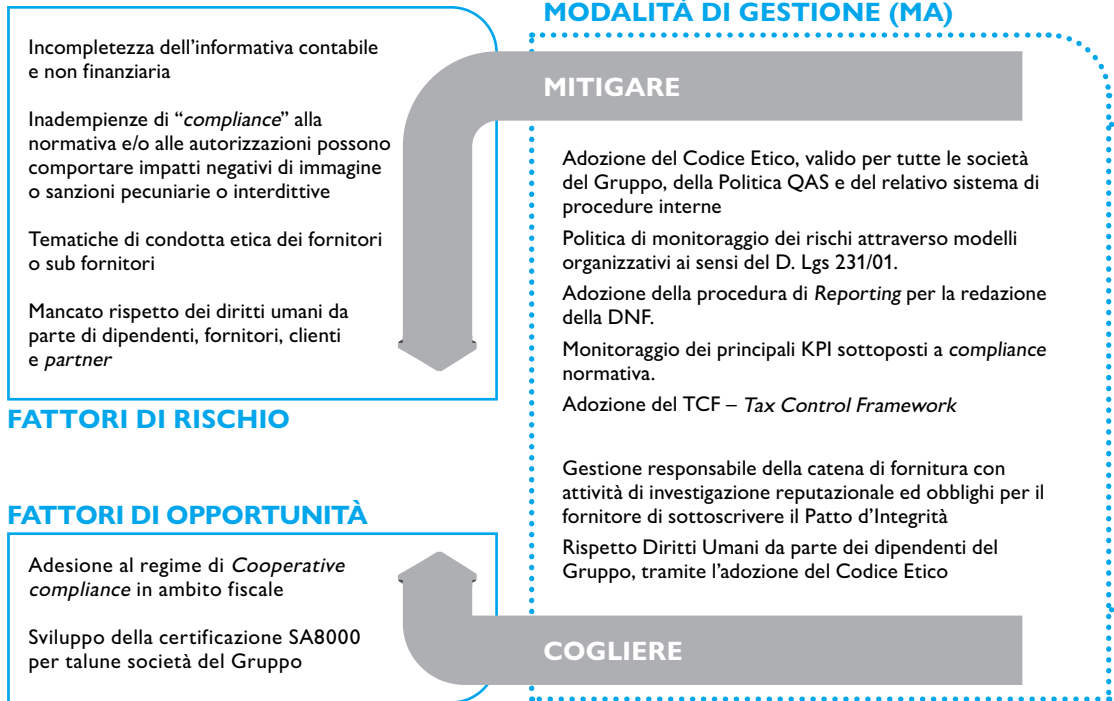 Incompletezza dell'informativa contabile
e non finanziaria
Inadempienze di "compliance" alla
normativa e/o alle autorizzazioni possono
comportare impatti negativi di immagine
o sanzioni pecuniarie o interdittive
Tematiche di condotta etica dei fornitori
o sub fornitori
Mancato rispetto dei diritti umani da
parte di dipendenti, fornitori, clienti
e partner
FATTORI DI RISCHIO
FATTORI DI OPPORTUNITÀ
Adesione al regime di Cooperative
compliance in ambito fiscale
Sviluppo della certificazione SA8000
per talune società del Gruppo
MODALITÀ DI GESTIONE (MA)
MITIGARE
Adozione del Codice Etico, valido per tutte le società
del Gruppo, della Politica QAS e del relativo sistema di
procedure interne
Politica di monitoraggio dei rischi attraverso modelli
organizzativi ai sensi del D. Lgs 231/01.
Adozione della procedura di Reporting per la redazione
della DNF.
Monitoraggio dei principali KPI sottoposti a compliance
normativa.
Adozione del TCF – Tax Control Framework
Gestione responsabile della catena di fornitura con
attività di investigazione reputazionale ed obblighi per il
fornitore di sottoscrivere il Patto d'Integrità
Rispetto Diritti Umani da parte dei dipendenti del
Gruppo, tramite l'adozione del Codice Etico
COGLIERE